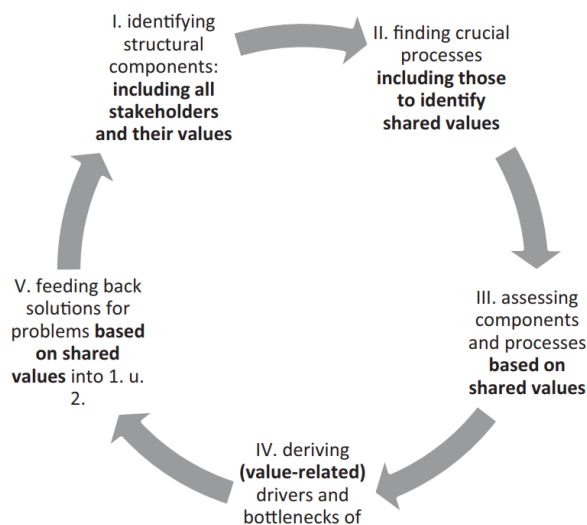 I. identifying
structural
components:
including all
stakeholders
and their values
II. finding crucial
processes
including those
to identify
shared values
III. assessing
components
and processes
based on
shared values
IV. deriving
(value-related)
drivers and
bottlenecks of
V. feeding back
solutions for
problems based
on shared
values into 1. u.
2.